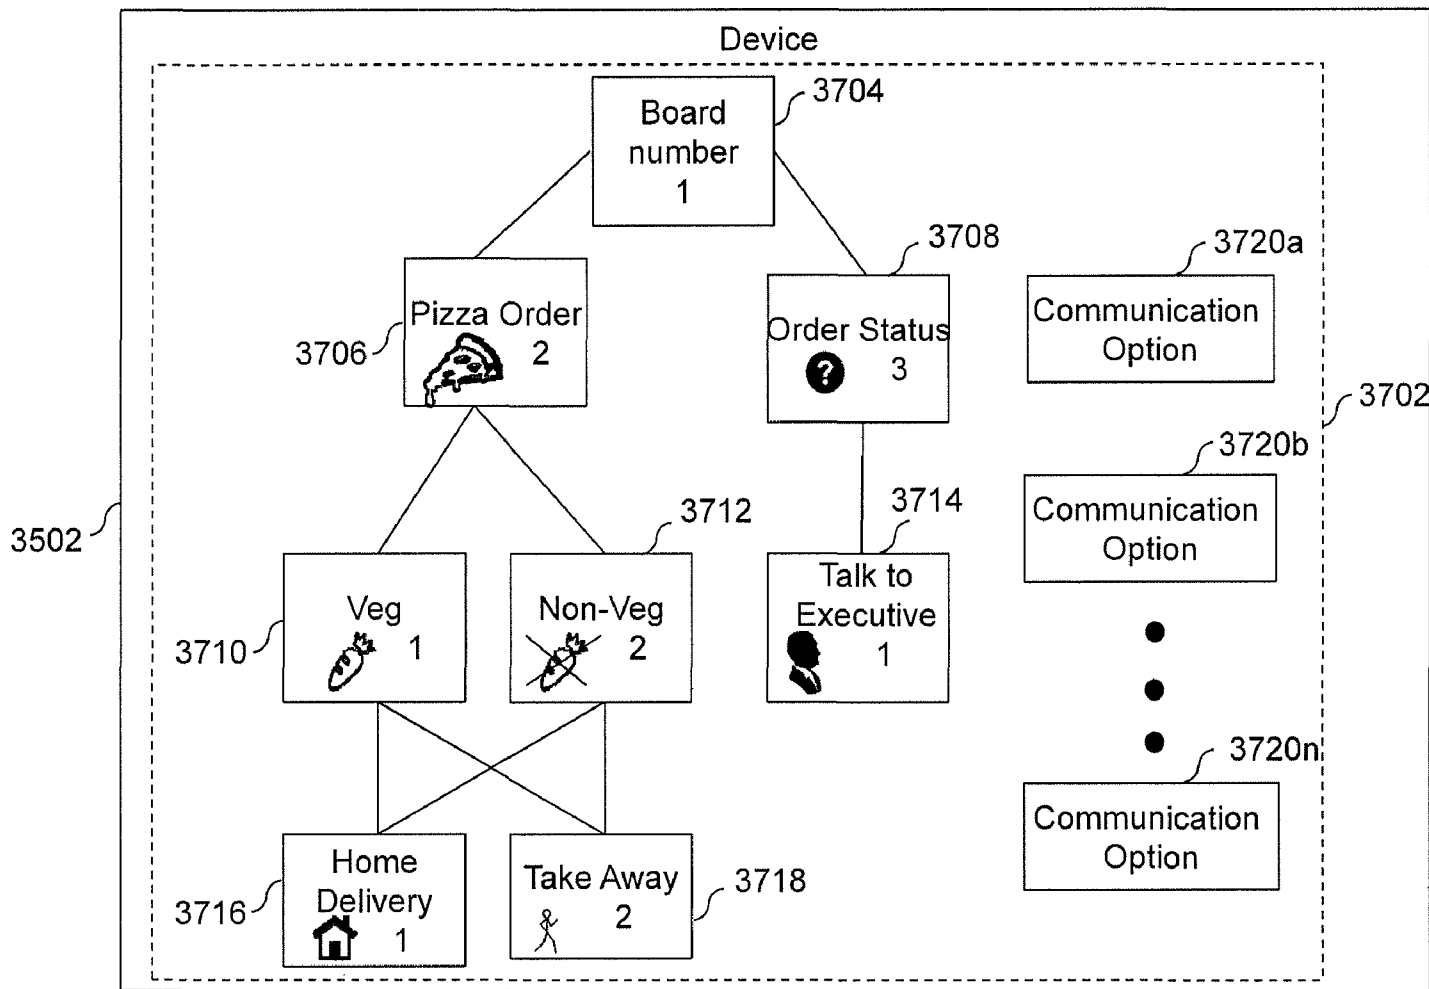 Device
3704
Board
number
1
3708
3720a
Pizza Order
2
3706
Order Status
?
3
Communication
Option
3702
3720b
Communication
Option
3712
3714
3502
Veg
1
3710
Non-Veg
2
Talk to
Executive
1
3720n
Communication
Option
Home
Delivery
1
3716
Take Away
2
3718